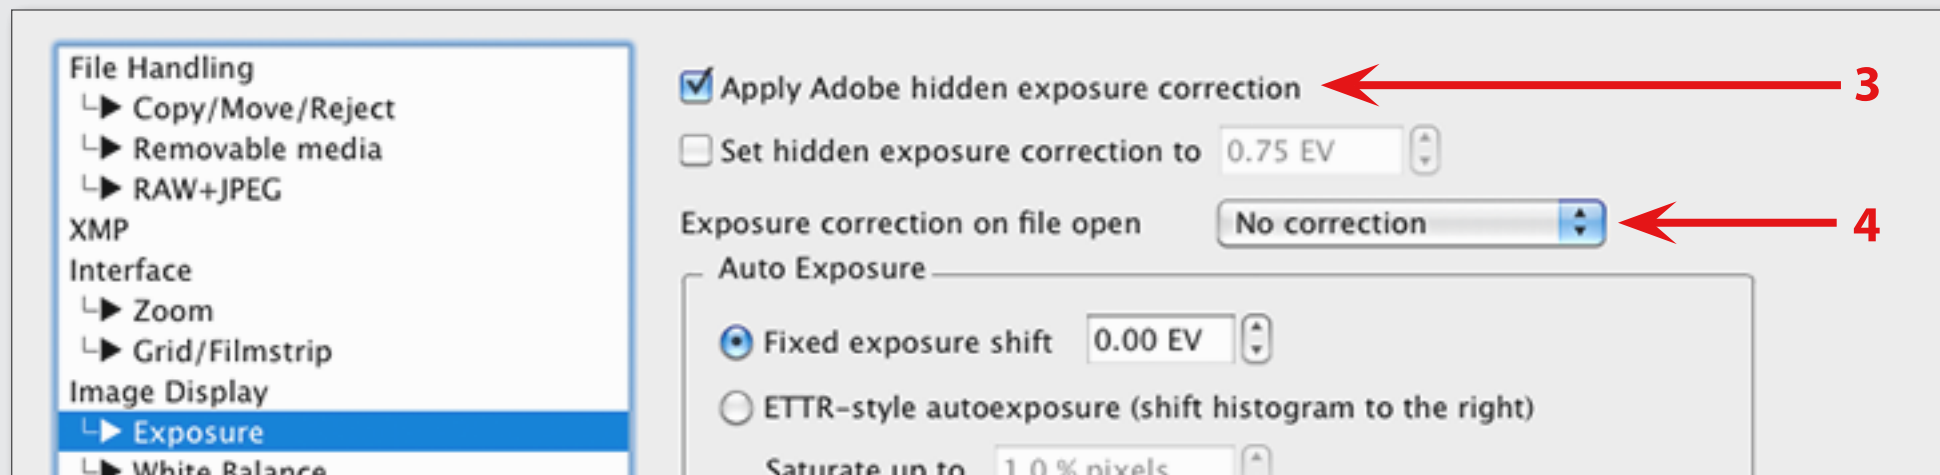 File Handling
Copy/Move/Reject
Removable media
RAW+JPEG
XMP
Interface
Zoom
Grid/Filmstrip
Image Display
Exposure
White Balance
Apply Adobe hidden exposure correction
3
Set hidden exposure correction to 0.75 EV
Exposure correction on file open No correction
4
Auto Exposure
Fixed exposure shift 0.00 EV
ETTR-style autoexposure (shift histogram to the right)
Saturate up to 1.0 % pixels